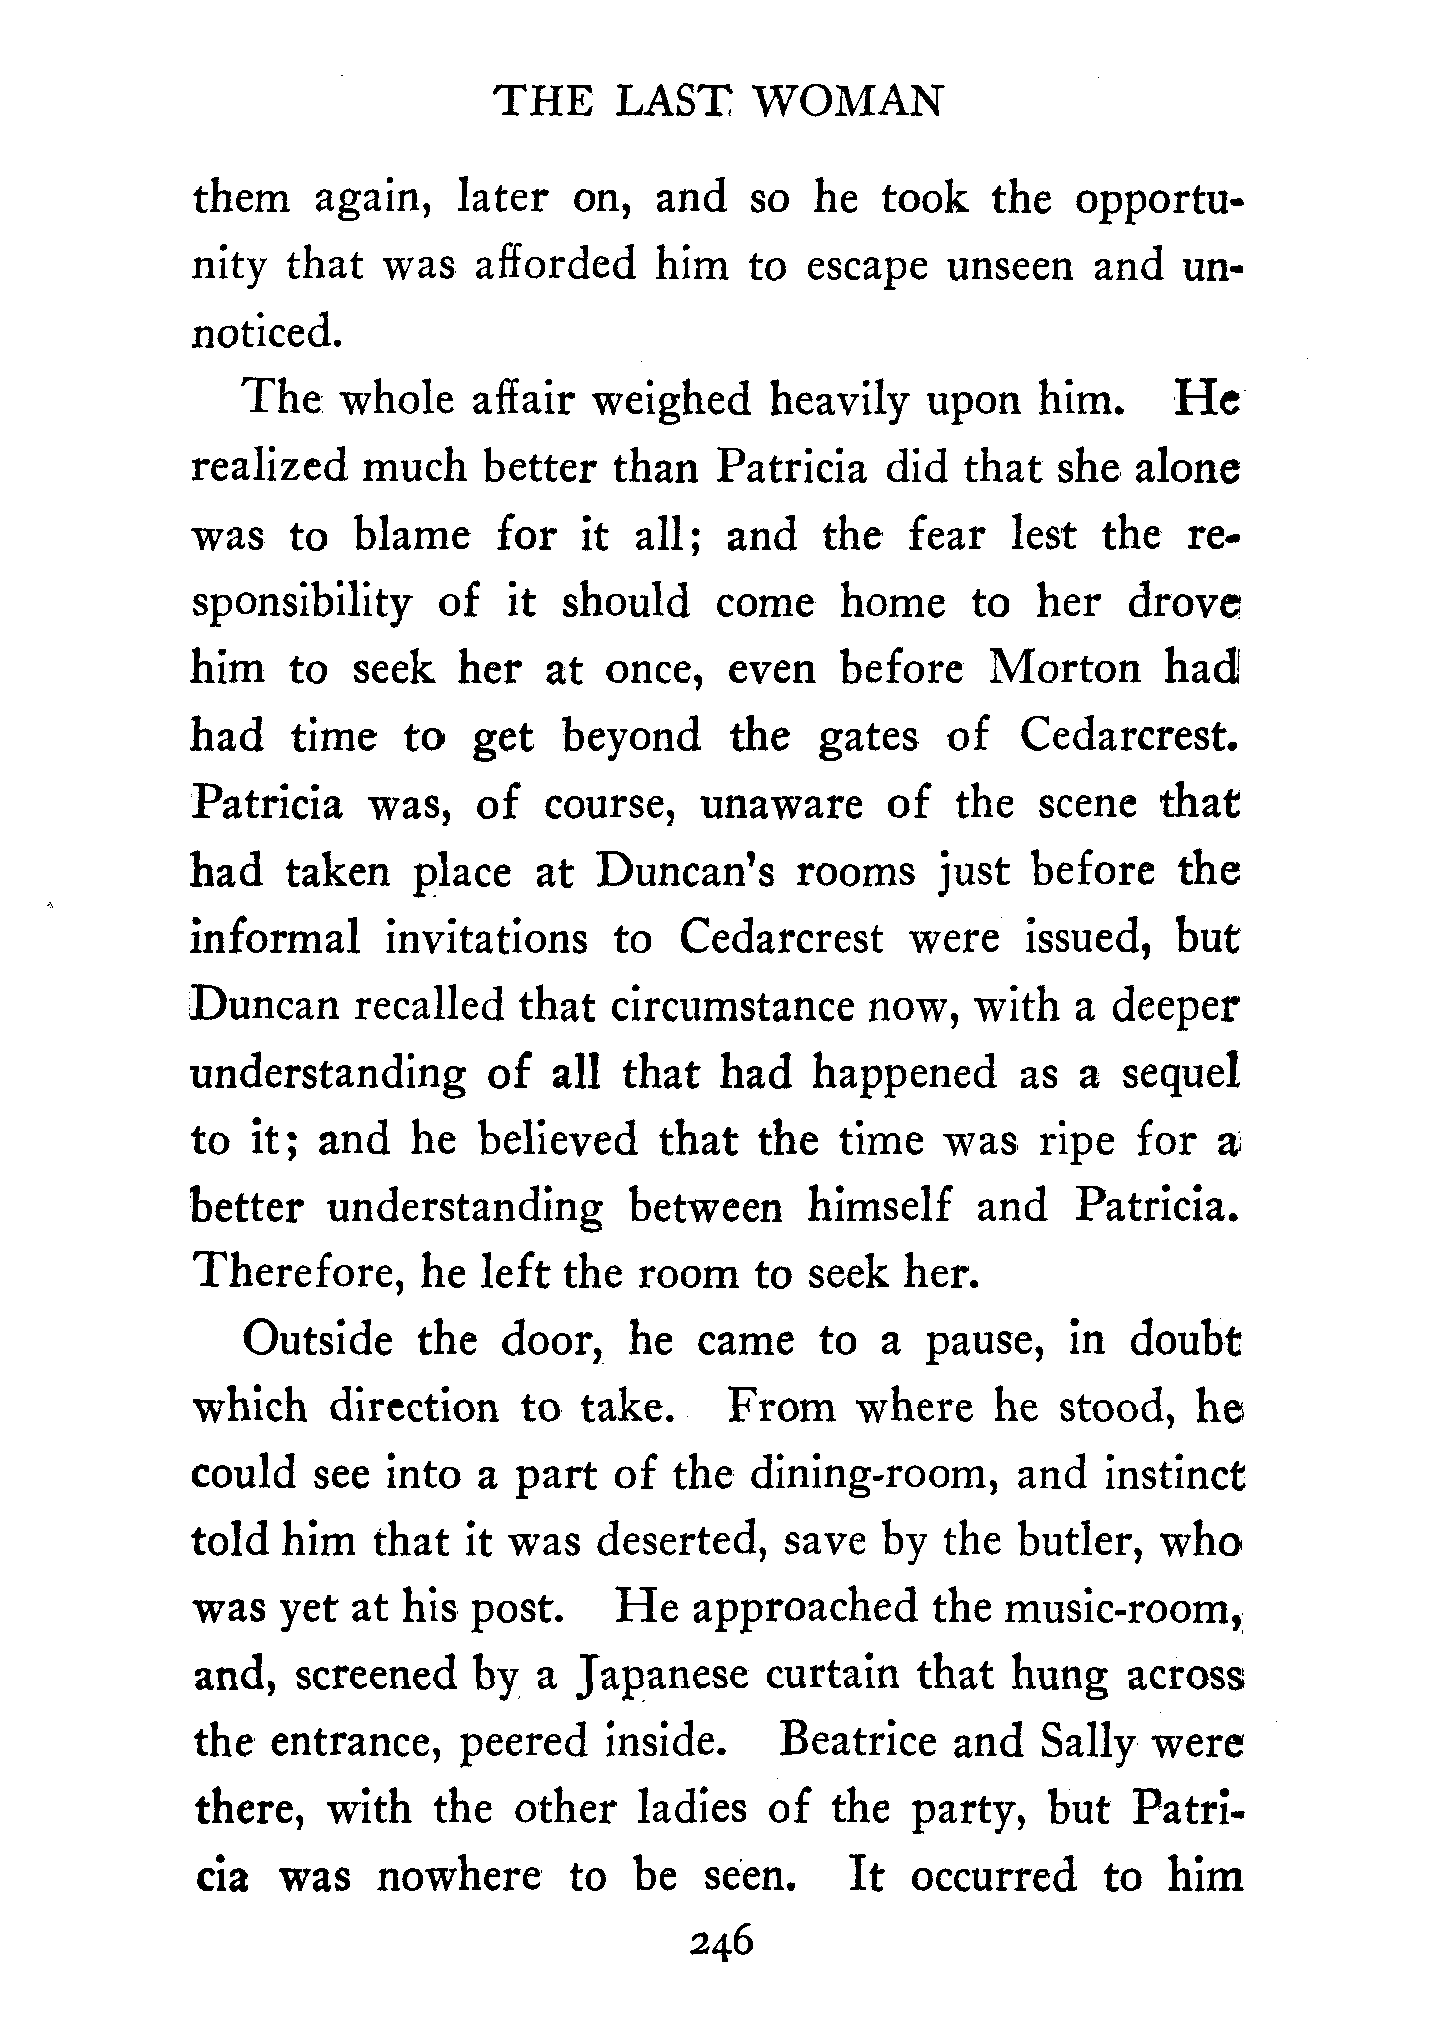 THE LAST WOMAN
them again, later on, and so he took the opportu-
nity that was afforded him to escape unseen and un-
noticed.
The whole affair weighed heavily upon him. He
realized much better than Patricia did that she alone
was to blame for it all; and the fear lest the re-
sponsibility of it should come home to her drove
him to seek her at once, even before Morton had
had time to get beyond the gates of Cedarcrest.
Patricia was, of course, unaware of the scene that
had taken place at Duncan's rooms just before the
informal invitations to Cedarcrest were issued, but
Duncan recalled that circumstance now, with a deeper
understanding of all that had happened as a sequel
to it; and he believed that the time was ripe for a
better understanding between himself and Patricia.
Therefore, he left the room to seek her.
Outside the door, he came to a pause, in doubt
which direction to take. From where he stood, he
could see into a part of the dining-room, and instinct
told him that it was deserted, save by the butler, who
was yet at his post. He approached the music-room,
and, screened by a Japanese curtain that hung across
the entrance, peered inside. Beatrice and Sally were
there, with the other ladies of the party, but Patri-
cia was nowhere to be seen. It occurred to him
246